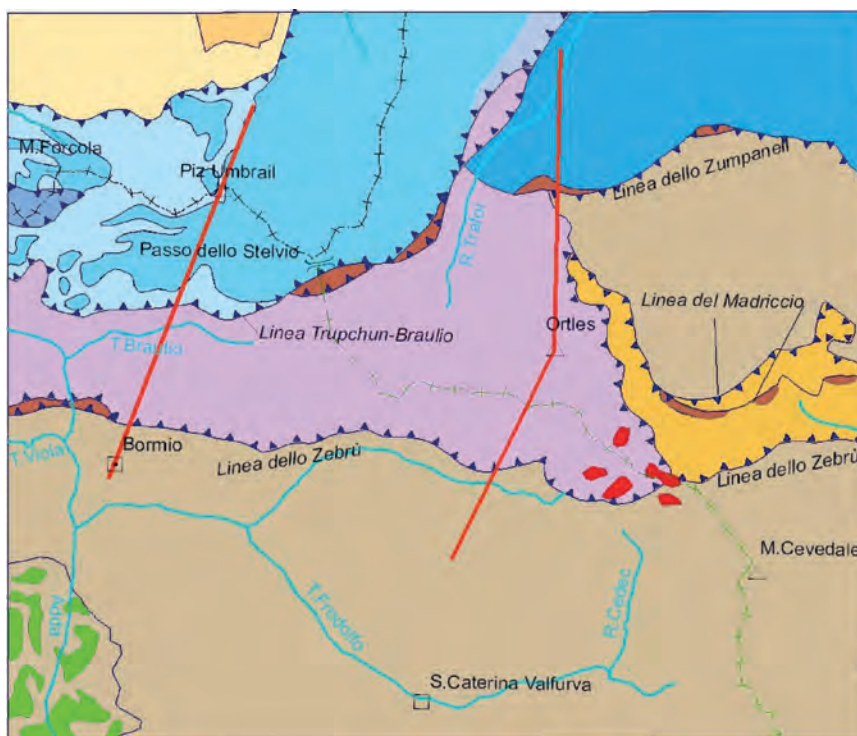 M.Forcola
Piz Umbrail
Linea dello Zumpanell
Passo dello Stelvio
R.Trafoi
Linea del Madriccio
Linea Trupchun-Braulio
Ortles
T.Braulio
Bormio
T.Viola
Linea dello Zebrù
Linea dello Zebrù
M.Cevedale
Adda
T.Fredolfo
R.Cedec
S.Caterina Valfurva